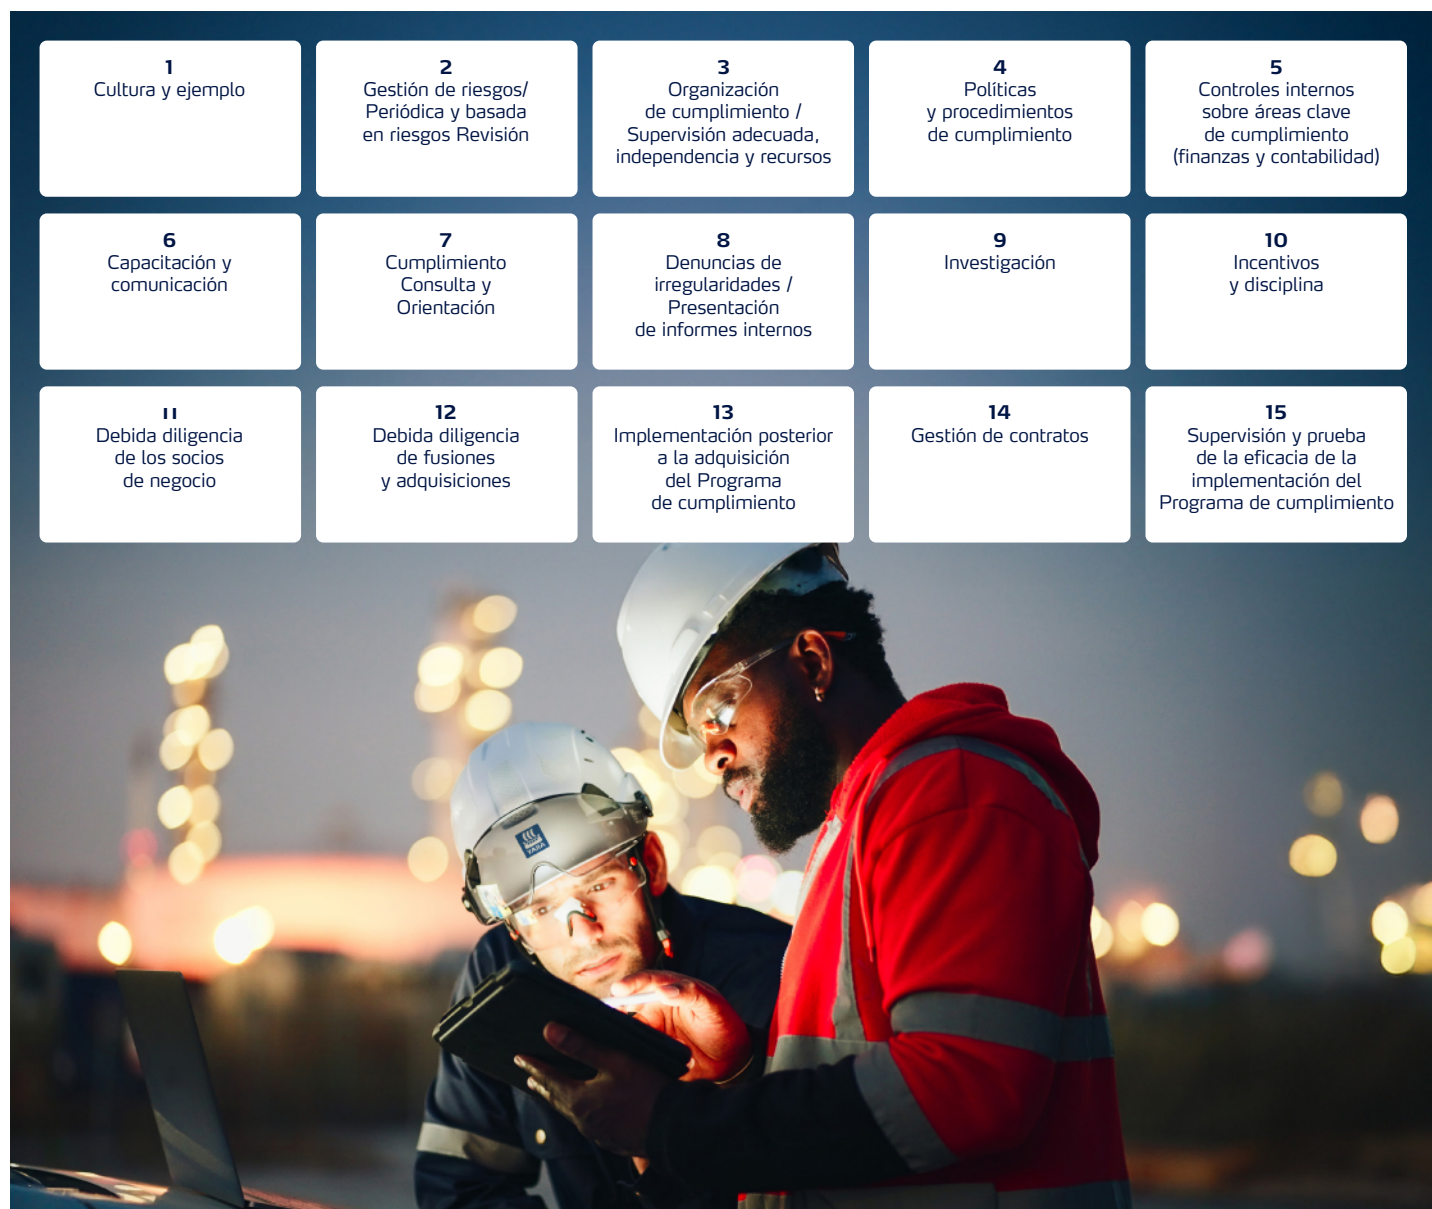 1
Cultura y ejemplo
2
Gestión de riesgos/
Periódica y basada
en riesgos Revisión
3
Organización
de cumplimiento /
Supervisión adecuada,
independencia y recursos
4
Políticas
y procedimientos
de cumplimiento
5
Controles internos
sobre áreas clave
de cumplimiento
(finanzas y contabilidad)
6
Capacitación y
comunicación
7
Cumplimiento
Consulta y
Orientación
8
Denuncias de
irregularidades /
Presentación
de informes internos
9
Investigación
10
Incentivos
y disciplina
11
Debida diligencia
de los socios
de negocio
12
Debida diligencia
de fusiones
y adquisiciones
13
Implementación posterior
a la adquisición
del Programa
de cumplimiento
14
Gestión de contratos
15
Supervisión y prueba
de la eficacia de la
implementación del
Programa de cumplimiento
YARA